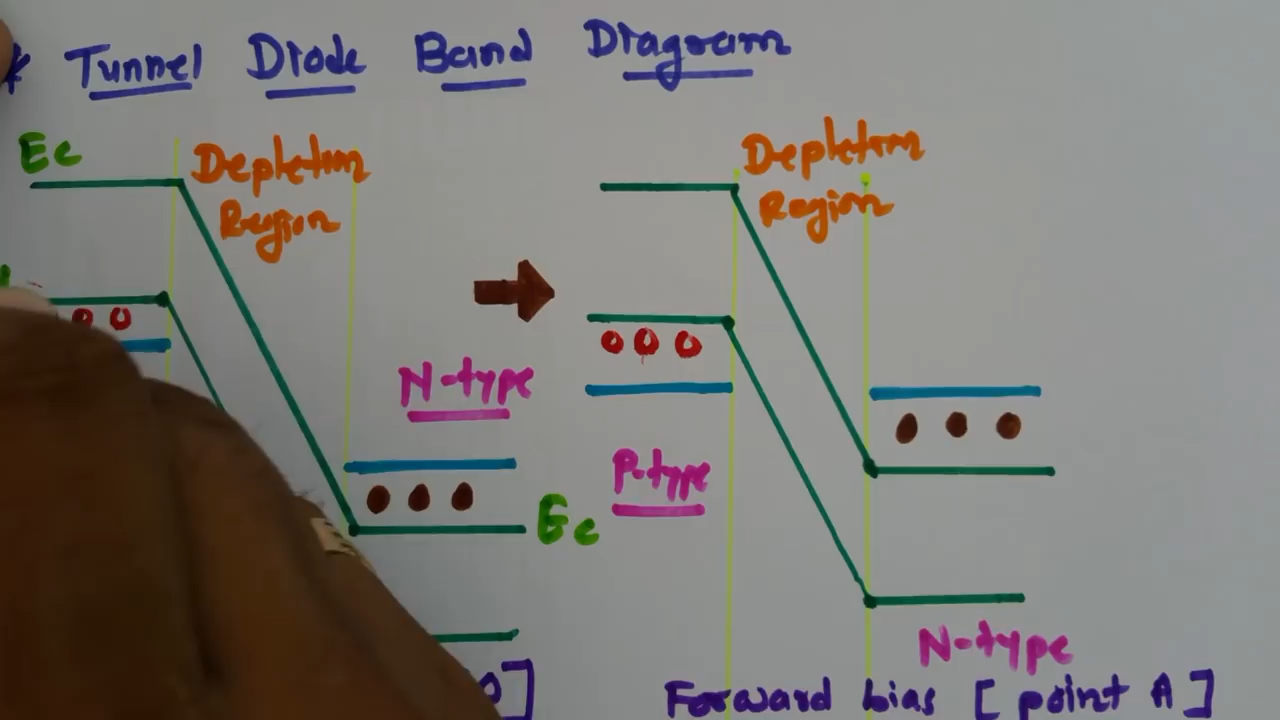 * Tunnel Diode Band Diagram
Ec
Depletion
Region
Depletion
Region
N-type
P-type
Ec
N-type
Forward bias [ point A ]